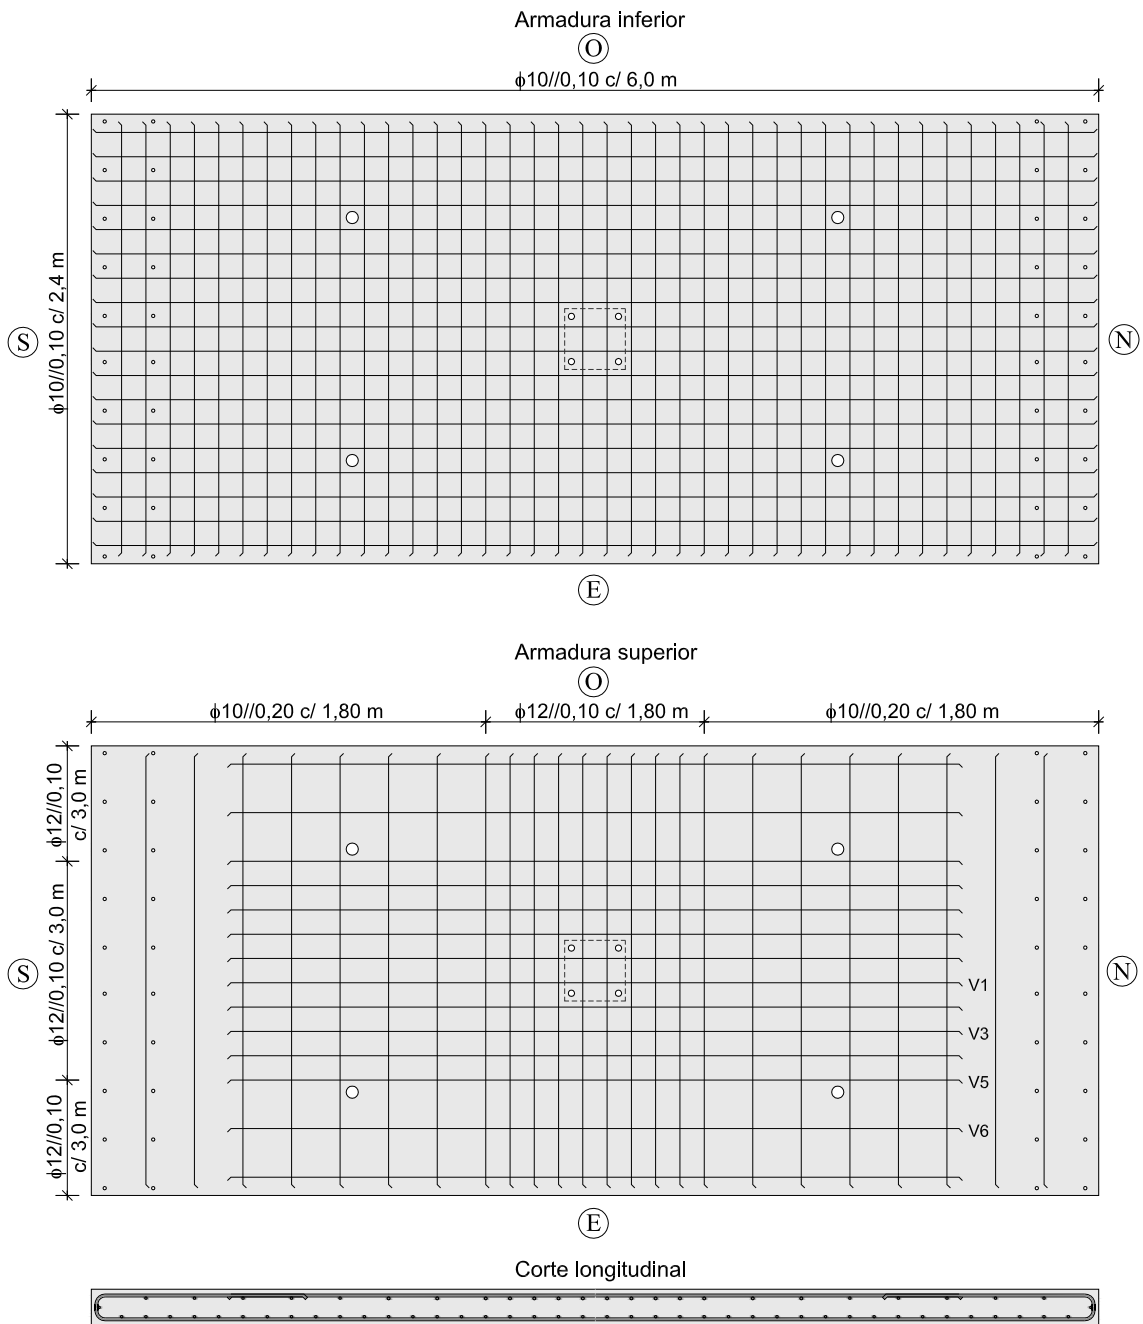 Armadura inferior
O
ϕ10//0,10 c/ 6,0 m
ϕ10//0,10 c/ 2,4 m
S
N
E
Armadura superior
O
ϕ10//0,20 c/ 1,80 m
ϕ12//0,10 c/ 1,80 m
ϕ10//0,20 c/ 1,80 m
ϕ12//0,10
c/ 3,0 m
ϕ12//0,10 c/ 3,0 m
ϕ12//0,10
c/ 3,0 m
S
N
V1
V3
V5
V6
E
Corte longitudinal